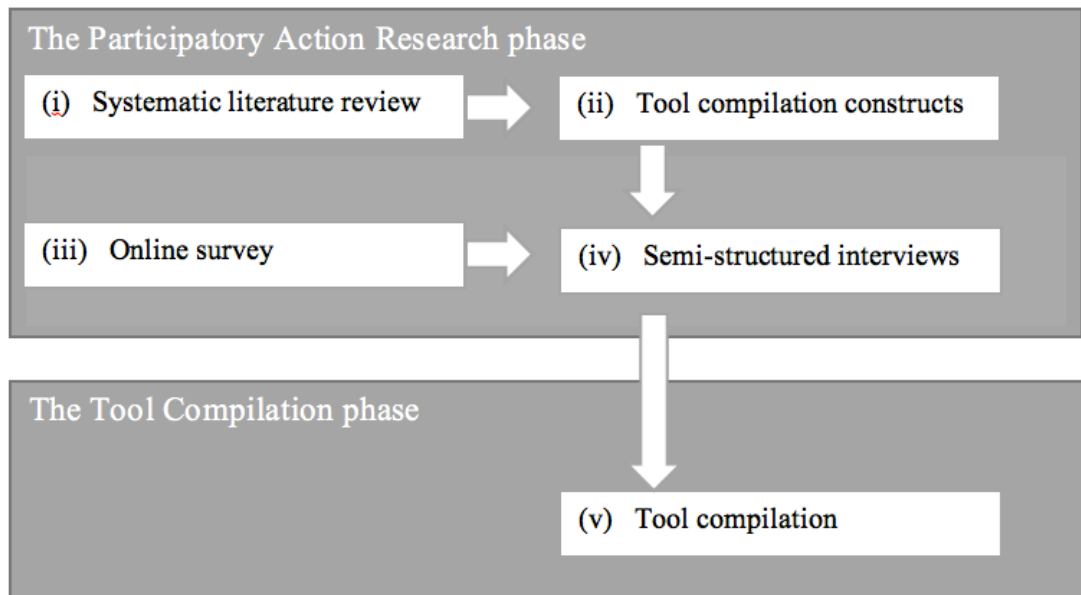 The Participatory Action Research phase
(i) Systematic literature review
(ii) Tool compilation constructs
(iii) Online survey
(iv) Semi-structured interviews
The Tool Compilation phase
(v) Tool compilation